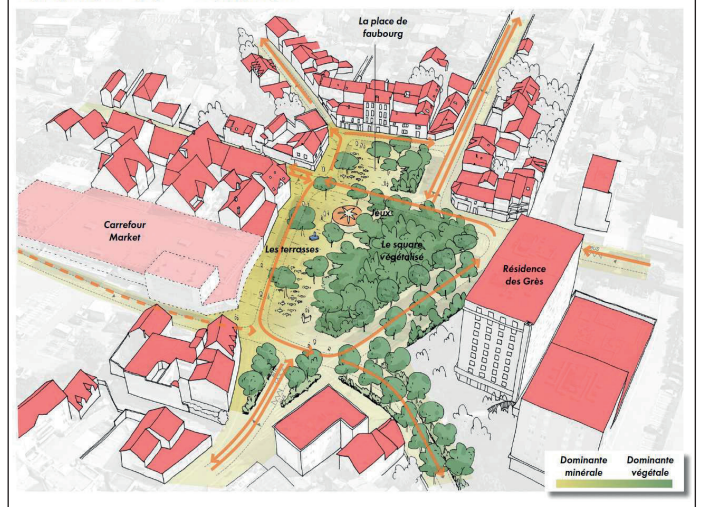 La place de
faubourg
Carrefour
Market
Jeux
Les terrasses
Le square
végétalisé
Résidence
des Grès
Dominante
minérale
Dominante
végétale